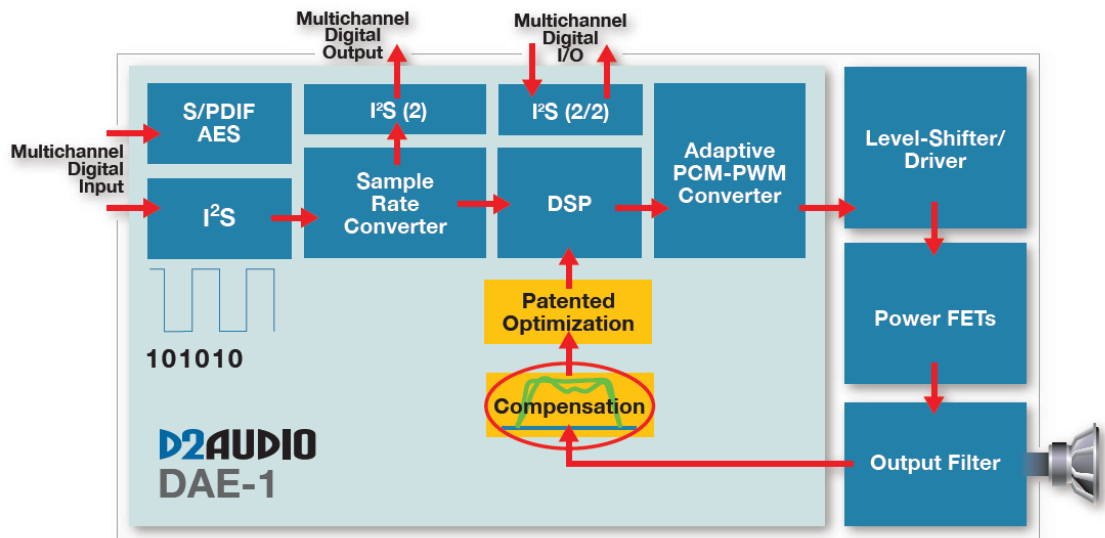 Multichannel
Digital
Output
Multichannel
Digital
I/O
S/PDIF
AES
I²S (2)
I²S (2/2)
Adaptive
PCM-PWM
Converter
Level-Shifter/
Driver
Multichannel
Digital
Input
I²S
Sample
Rate
Converter
DSP
Patented
Optimization
Power FETs
101010
Compensation
D2AUDIO
DAE-1
Output Filter